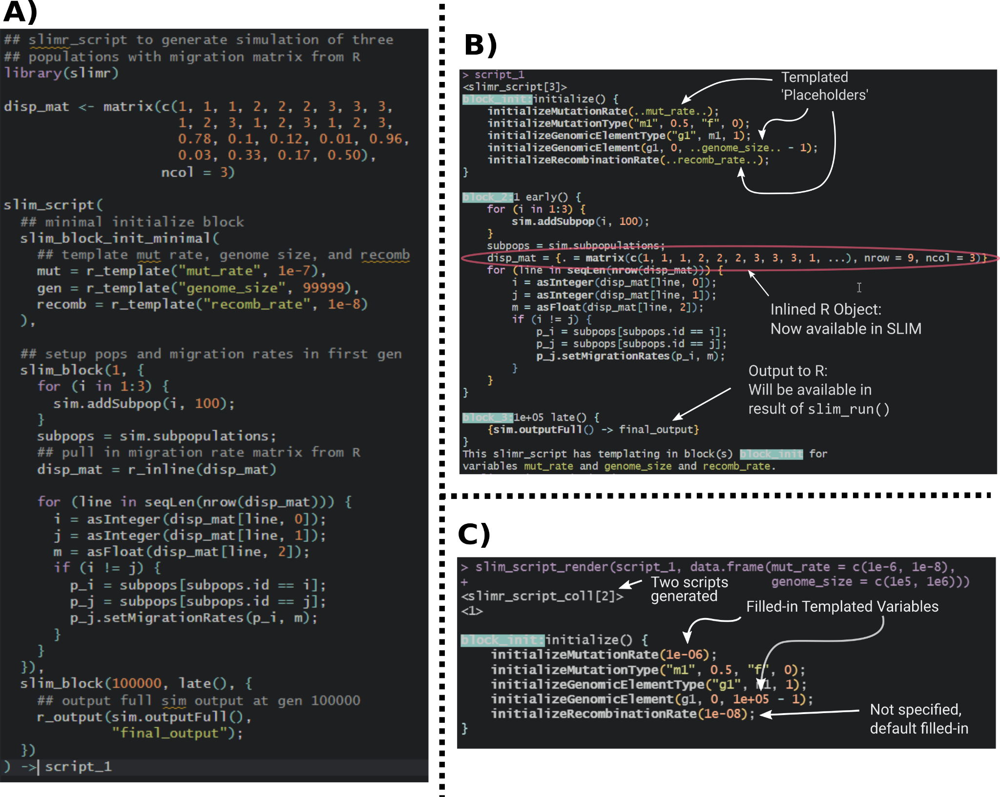 A)
## slimr_script to generate simulation of three
## populations with migration matrix from R
library(slimr)
disp_mat <- matrix(c(1, 1, 1, 2, 2, 2, 3, 3, 3,
1, 2, 3, 1, 2, 3, 1, 2, 3,
0.78, 0.1, 0.12, 0.01, 0.96,
0.03, 0.33, 0.17, 0.50),
ncol = 3)
slim_script(
## minimal initialize block
slim_block_init_minimal(
## template mut rate, genome size, and recomb
mut = r_template("mut_rate", 1e-7),
gen = r_template("genome_size", 99999),
recomb = r_template("recomb_rate", 1e-8)
),
## setup pops and migration rates in first gen
slim_block(1, {
for (i in 1:3) {
sim.addSubpop(i, 100);
}
subpops = sim.subpopulations;
## pull in migration rate matrix from R
disp_mat = r_inline(disp_mat)
for (line in seqLen(nrow(disp_mat))) {
i = asInteger(disp_mat[line, 0]);
j = asInteger(disp_mat[line, 1]);
m = asFloat(disp_mat[line, 2]);
if (i != j) {
p_i = subpops[subpops.id == i];
p_j = subpops[subpops.id == j];
p_j.setMigrationRates(p_i, m);
}
}
}),
slim_block(100000, late(), {
## output full sim output at gen 100000
r_output(sim.outputFull(),
"final_output");
})
) -> script_1
B)
> script_1
<slimr_script[3]>
block_init:initialize() {
initializeMutationRate(..mut_rate..);
initializeMutationType("m1", 0.5, "f", 0);
initializeGenomicElementType("g1", m1, 1);
initializeGenomicElement(g1, 0, ..genome_size.. - 1);
initializeRecombinationRate(..recomb_rate..);
}
Templated
'Placeholders'
block_2:1 early() {
for (i in 1:3) {
sim.addSubpop(i, 100);
}
subpops = sim.subpopulations;
disp_mat = {. = matrix(c(1, 1, 1, 2, 2, 2, 3, 3, 3, 1, ...), nrow = 9, ncol = 3)}
for (line in seqLen(nrow(disp_mat))) {
i = asInteger(disp_mat[line, 0]);
j = asInteger(disp_mat[line, 1]);
m = asFloat(disp_mat[line, 2]);
if (i != j) {
p_i = subpops[subpops.id == i];
p_j = subpops[subpops.id == j];
p_j.setMigrationRates(p_i, m);
}
}
}
Inlined R Object:
Now available in SLIM
Output to R:
Will be available in
result of slim_run()
block_3:1e+05 late() {
{sim.outputFull() -> final_output}
}
This slimr_script has templating in block(s) block_init for
variables mut_rate and genome_size and recomb_rate.
C)
> slim_script_render(script_1, data.frame(mut_rate = c(1e-6, 1e-8),
+ genome_size = c(1e5, 1e6)))
<slimr_script_coll[2]>
<1>
Two scripts
generated
Filled-in Templated Variables
block_init:initialize() {
initializeMutationRate(1e-06);
initializeMutationType("m1", 0.5, "f", 0);
initializeGenomicElementType("g1", m1, 1);
initializeGenomicElement(g1, 0, 1e+05 - 1);
initializeRecombinationRate(1e-08);
}
Not specified,
default filled-in